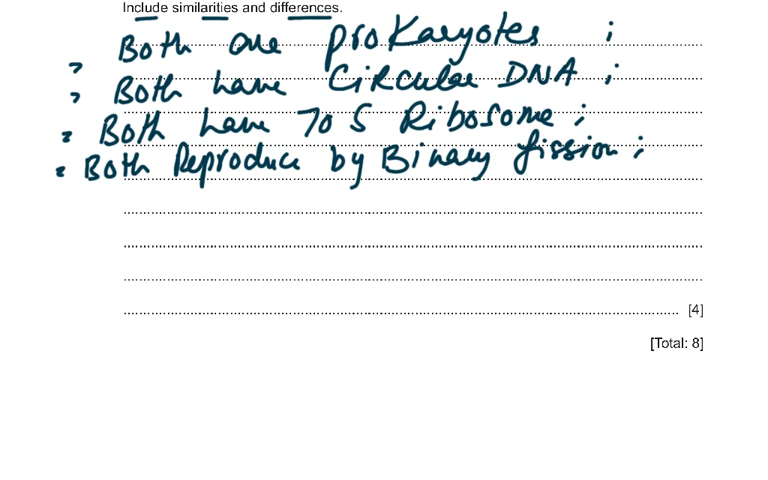 Include similarities and differences.
Both are prokaryotes ;
Both have Circular DNA ;
Both have 70 S Ribosome ;
Both Reproduce by Binary fission ;
[4]
[Total: 8]